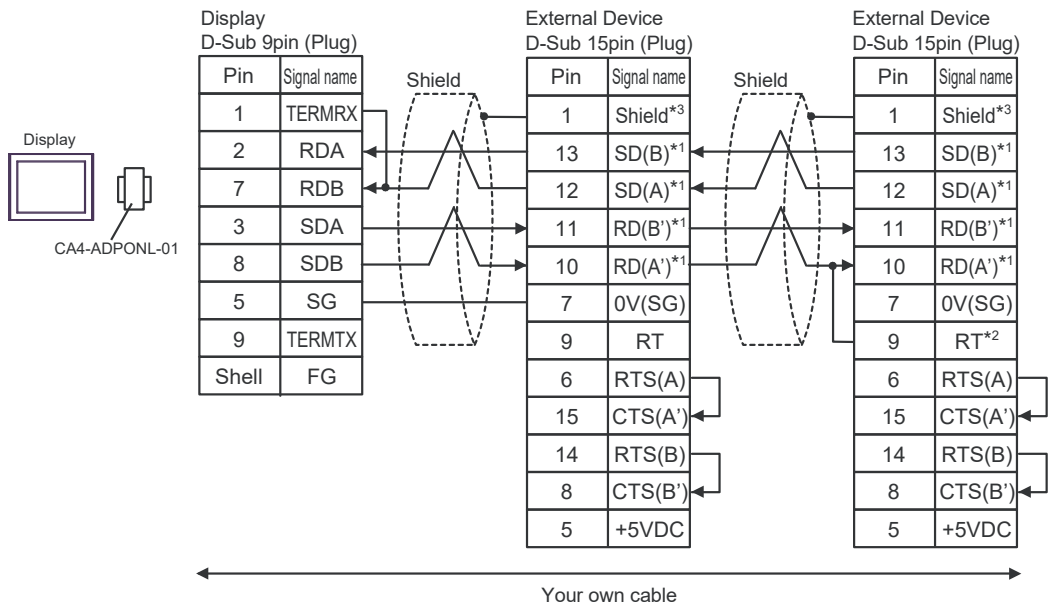 Display
CA4-ADPONL-01
Display
D-Sub 9pin (Plug)
Pin Signal name
1 TERMRX
2 RDA
7 RDB
3 SDA
8 SDB
5 SG
9 TERMTX
Shell FG
Shield
External Device
D-Sub 15pin (Plug)
Pin Signal name
1 Shield*3
13 SD(B)*1
12 SD(A)*1
11 RD(B')*1
10 RD(A')*1
7 0V(SG)
9 RT
6 RTS(A)
15 CTS(A')
14 RTS(B)
8 CTS(B')
5 +5VDC
Shield
External Device
D-Sub 15pin (Plug)
Pin Signal name
1 Shield*3
13 SD(B)*1
12 SD(A)*1
11 RD(B')*1
10 RD(A')*1
7 0V(SG)
9 RT*2
6 RTS(A)
15 CTS(A')
14 RTS(B)
8 CTS(B')
5 +5VDC
Your own cable